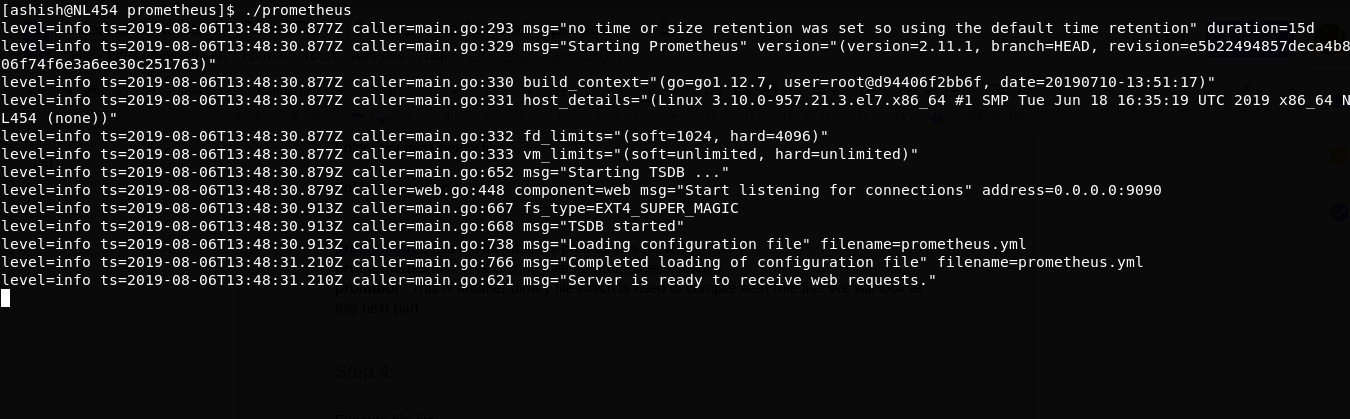 [ashish@NL454 prometheus]$ ./prometheus
level=info ts=2019-08-06T13:48:30.877Z caller=main.go:293 msg="no time or size retention was set so using the default time retention" duration=15d
level=info ts=2019-08-06T13:48:30.877Z caller=main.go:329 msg="Starting Prometheus" version="(version=2.11.1, branch=HEAD, revision=e5b22494857deca4b8
06f74f6e3a6ee30c251763)"
level=info ts=2019-08-06T13:48:30.877Z caller=main.go:330 build_context="(go=go1.12.7, user=root@d94406f2bb6f, date=20190710-13:51:17)"
level=info ts=2019-08-06T13:48:30.877Z caller=main.go:331 host_details="(Linux 3.10.0-957.21.3.el7.x86_64 #1 SMP Tue Jun 18 16:35:19 UTC 2019 x86_64 N
L454 (none))"
level=info ts=2019-08-06T13:48:30.877Z caller=main.go:332 fd_limits="(soft=1024, hard=4096)"
level=info ts=2019-08-06T13:48:30.877Z caller=main.go:333 vm_limits="(soft=unlimited, hard=unlimited)"
level=info ts=2019-08-06T13:48:30.879Z caller=main.go:652 msg="Starting TSDB ..."
level=info ts=2019-08-06T13:48:30.879Z caller=web.go:448 component=web msg="Start listening for connections" address=0.0.0.0:9090
level=info ts=2019-08-06T13:48:30.913Z caller=main.go:667 fs_type=EXT4_SUPER_MAGIC
level=info ts=2019-08-06T13:48:30.913Z caller=main.go:668 msg="TSDB started"
level=info ts=2019-08-06T13:48:30.913Z caller=main.go:738 msg="Loading configuration file" filename=prometheus.yml
level=info ts=2019-08-06T13:48:31.210Z caller=main.go:766 msg="Completed loading of configuration file" filename=prometheus.yml
level=info ts=2019-08-06T13:48:31.210Z caller=main.go:621 msg="Server is ready to receive web requests."
this next part
Step 4: